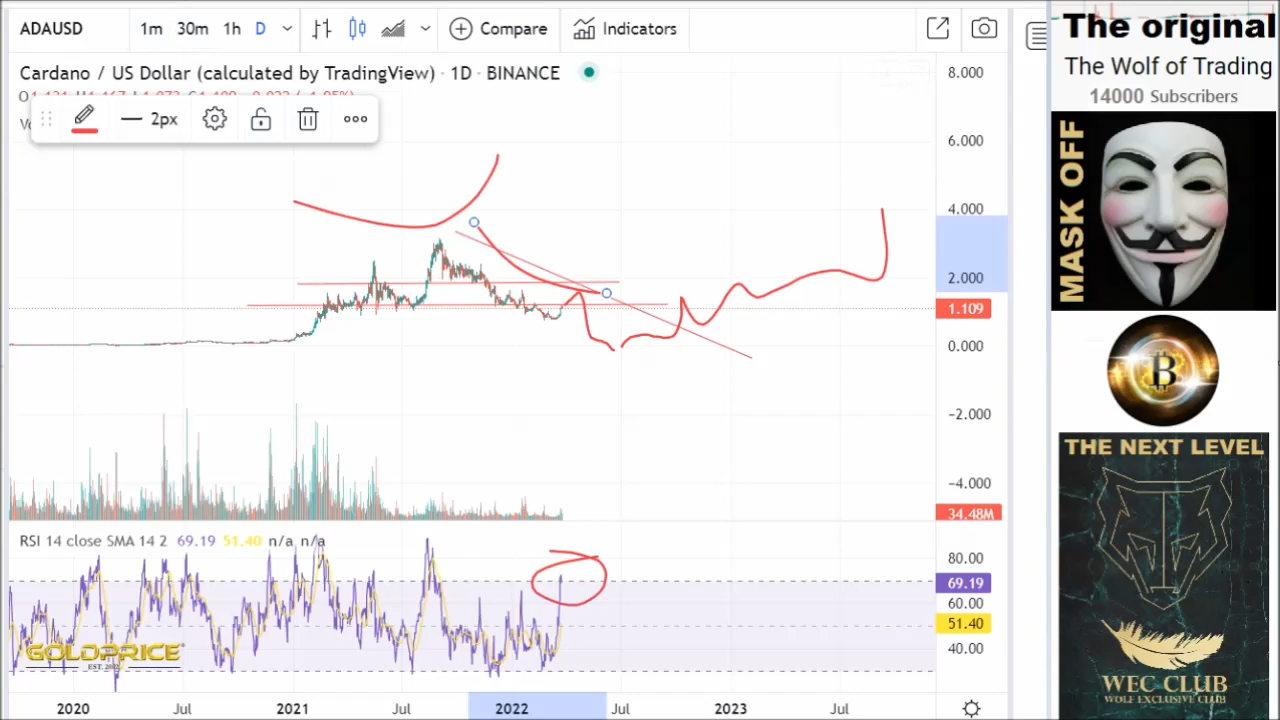 ADAUSD 1m 30m 1h D Compare Indicators
Cardano / US Dollar (calculated by TradingView) · 1D · BINANCE
2px
8.000
6.000
4.000
2.000
1.109
0.000
−2.000
−4.000
34.48M
RSI 14 close SMA 14 2 69.19 51.40 n/a n/a
80.00
69.19
60.00
51.40
40.00
GOLDPRICE
2020 Jul 2021 Jul 2022 Jul 2023 Jul
The original
The Wolf of Trading
14000 Subscribers
MASK OFF
THE NEXT LEVEL
WEC CLUB
WOLF EXCLUSIVE CLUB